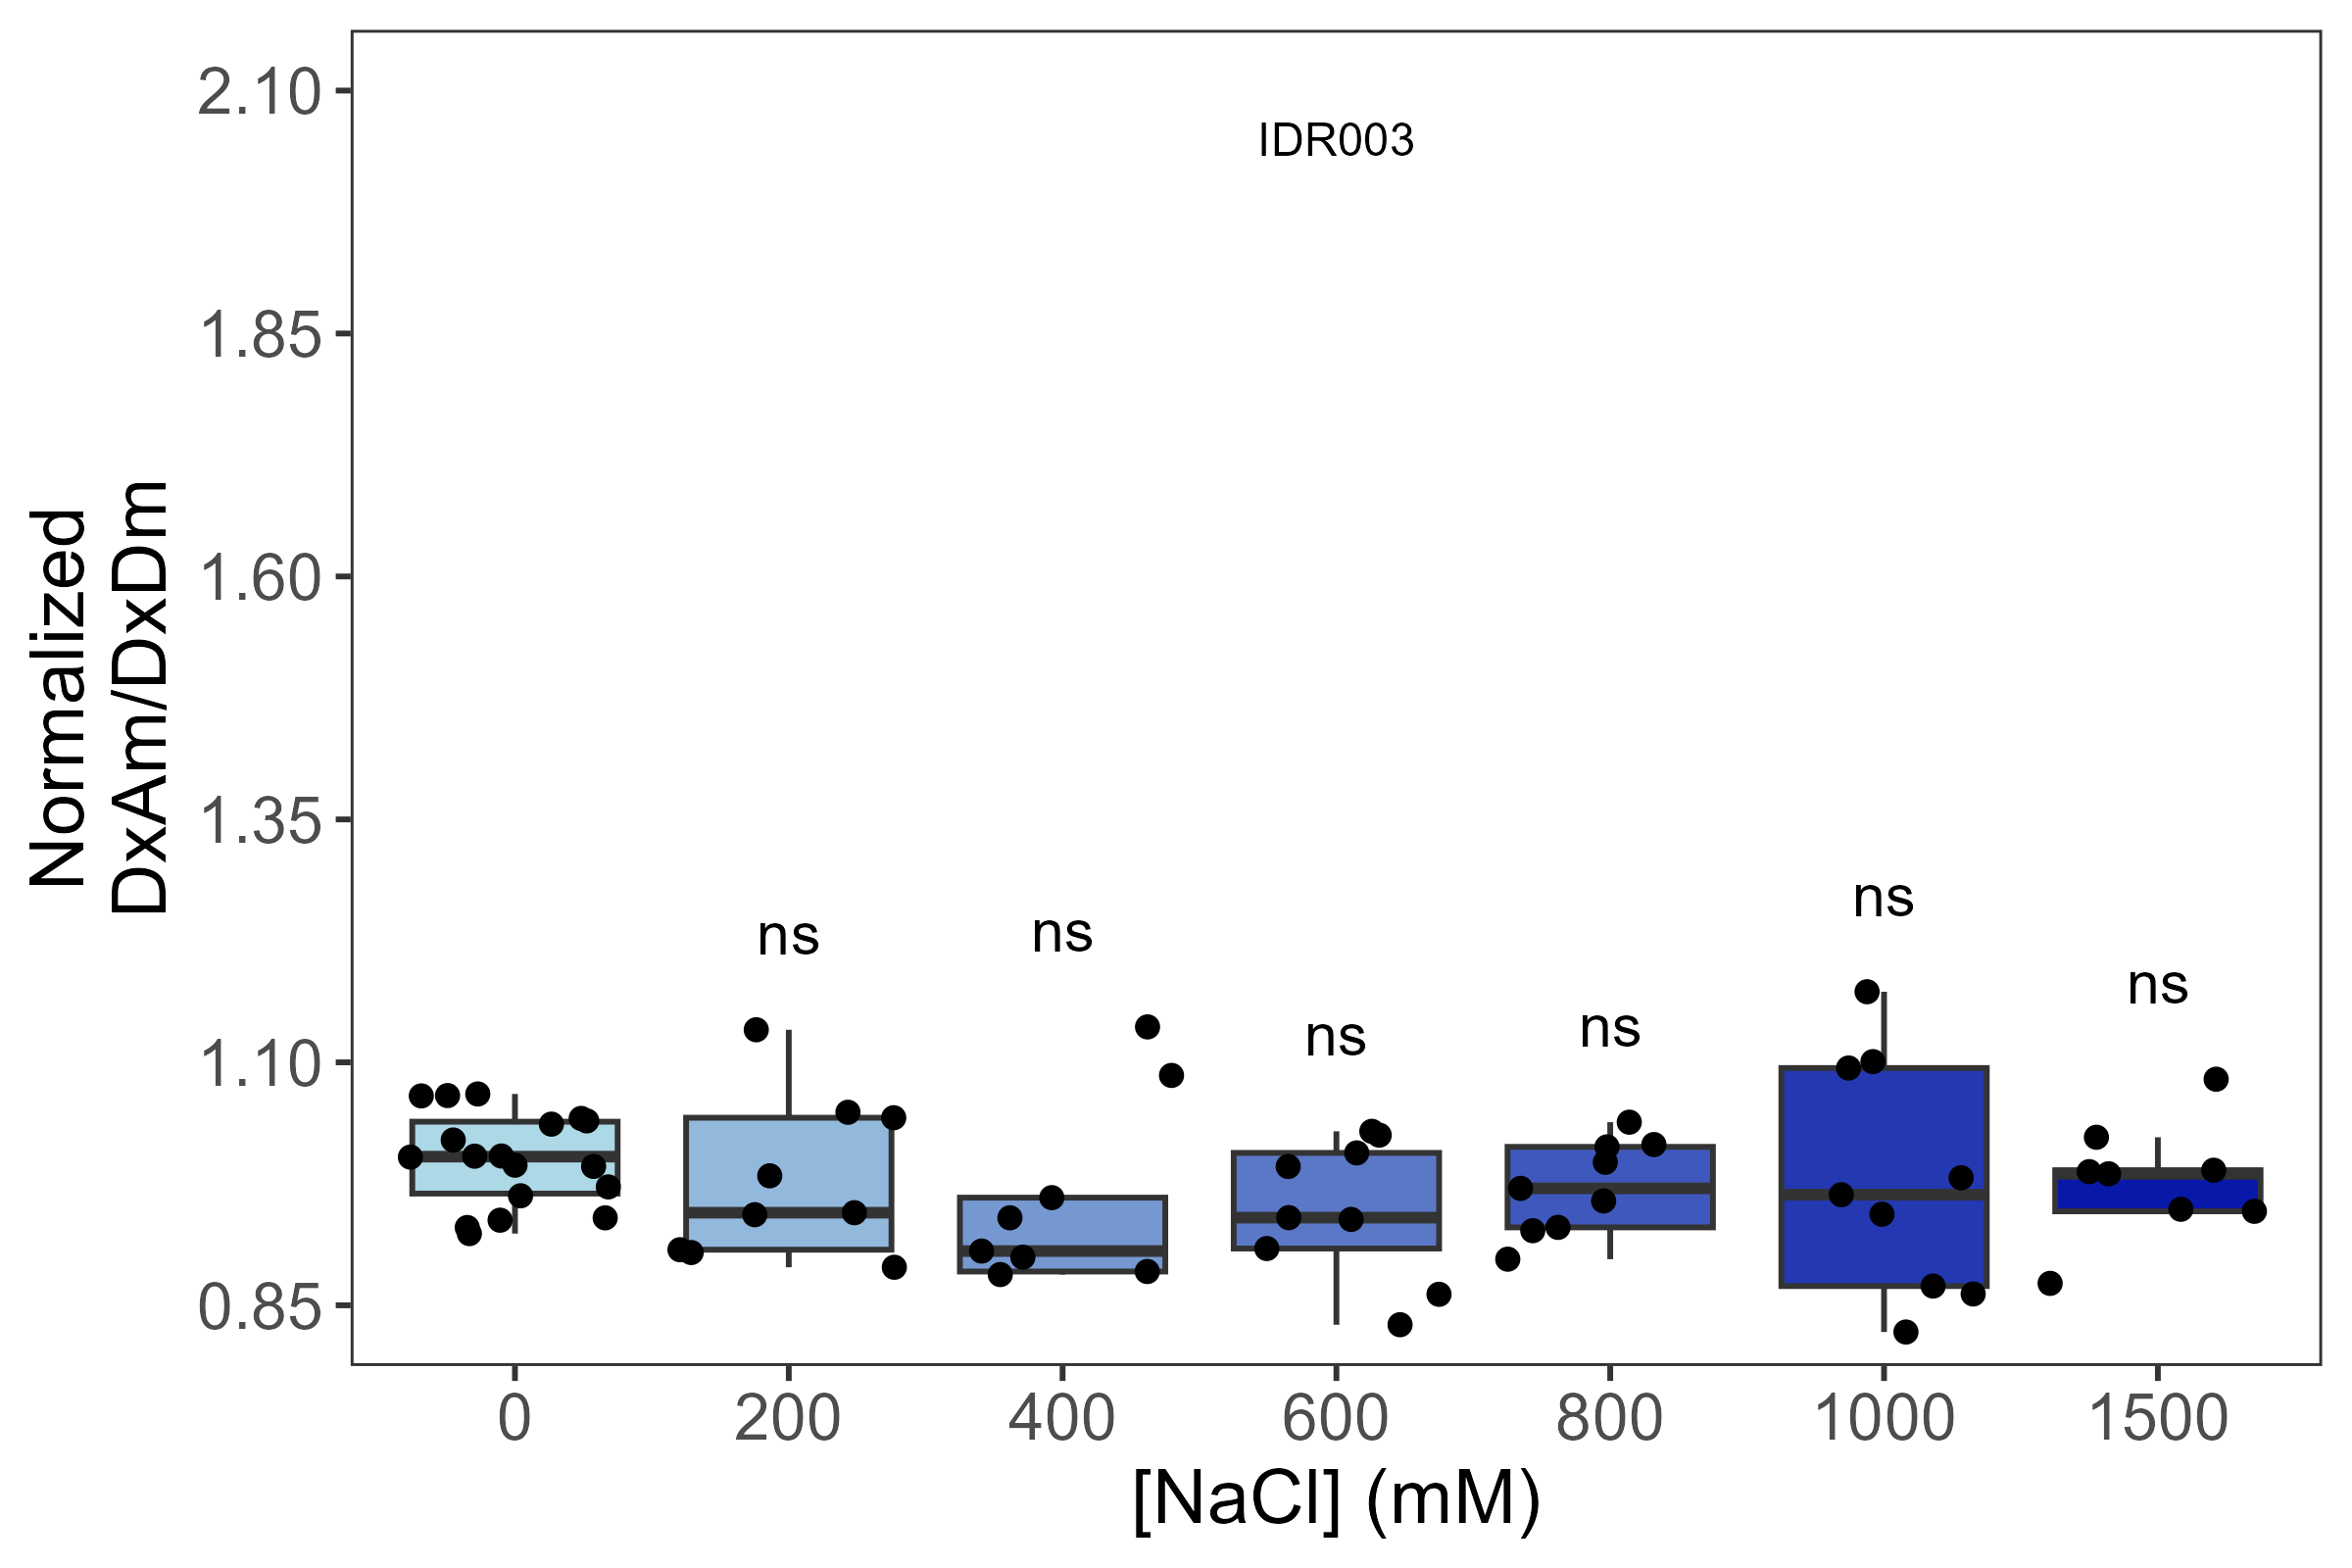 IDR003
Normalized
DxAm/DxDm
2.10
1.85
1.60
1.35
1.10
0.85
ns
ns
ns
ns
ns
ns
0
200
400
600
800
1000
1500
[NaCl] (mM)